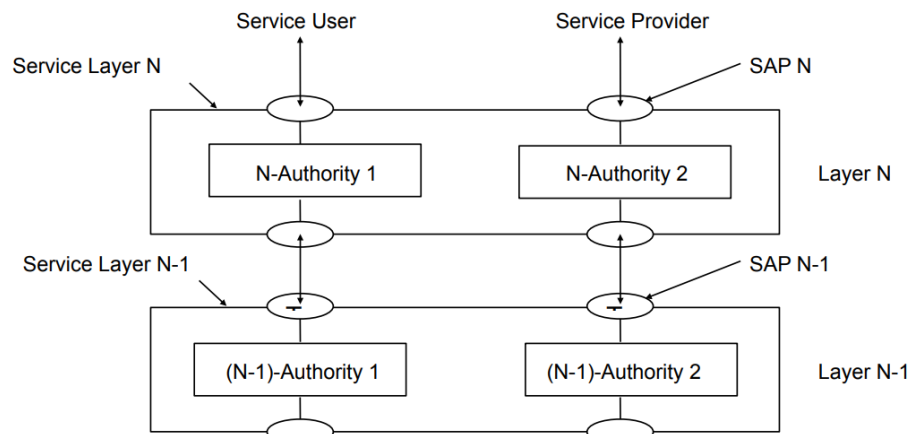 Service User
Service Provider
Service Layer N
SAP N
N-Authority 1
N-Authority 2
Layer N
Service Layer N-1
SAP N-1
(N-1)-Authority 1
(N-1)-Authority 2
Layer N-1